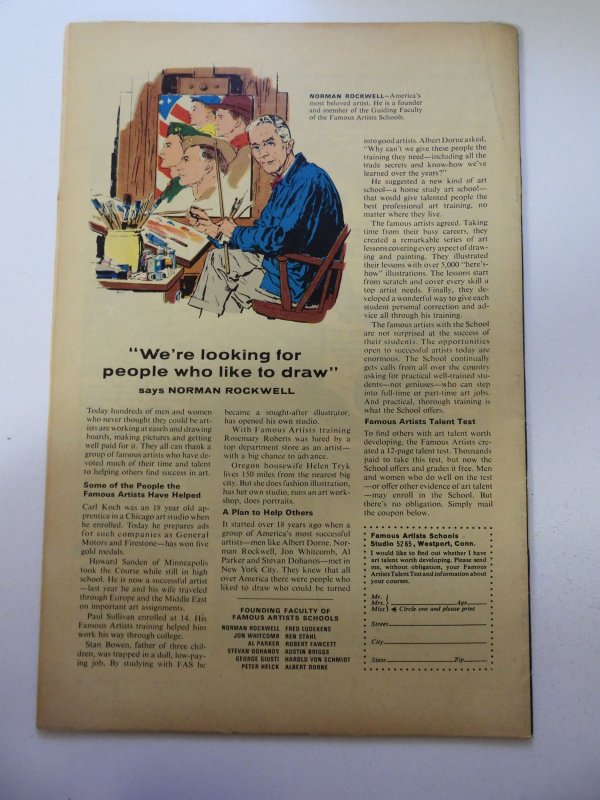 NORMAN ROCKWELL—America's
most beloved artist. He is a founder
and member of the Guiding Faculty
of the Famous Artists Schools.
"We're looking for
people who like to draw"
says NORMAN ROCKWELL
Today hundreds of men and women
who never thought they could be art-
ists are working at easels and drawing
boards, making pictures and getting
well paid for it. They all can thank a
group of famous artists who have de-
voted much of their time and talent
to helping others find success in art.
Some of the People the
Famous Artists Have Helped
Carl Koch was an 18 year old ap-
prentice in a Chicago art studio when
he enrolled. Today he prepares ads
for such companies as General
Motors and Firestone—has won five
gold medals.
Howard Sanden of Minneapolis
took the Course while still in high
school. He is now a successful artist
—last year he and his wife traveled
through Europe and the Middle East
on important art assignments.
Paul Sullivan enrolled at 14. His
Famous Artists training helped him
work his way through college.
Stan Bowen, father of three chil-
dren, was trapped in a dull, low-pay-
ing job. By studying with FAS he
became a sought-after illustrator,
has opened his own studio.
With Famous Artists training
Rosemary Roberts was hired by a
top department store as an artist—
with a big chance to advance.
Oregon housewife Helen Tryk
lives 150 miles from the nearest big
city. But she does fashion illustration,
has her own studio, runs an art work-
shop, does portraits.
A Plan to Help Others
It started over 18 years ago when a
group of America's most successful
artists—men like Albert Dorne, Nor-
man Rockwell, Jon Whitcomb, Al
Parker and Stevan Dohanos—met in
New York City. They knew that all
over America there were people who
liked to draw who could be turned
FOUNDING FACULTY OF
FAMOUS ARTISTS SCHOOLS
NORMAN ROCKWELL FRED LUDEKENS
JON WHITCOMB BEN STAHL
AL PARKER ROBERT FAWCETT
STEVAN DOHANOS AUSTIN BRIGGS
GEORGE GIUSTI HAROLD VON SCHMIDT
PETER HELCK ALBERT DORNE
into good artists. Albert Dorne asked,
"Why can't we give these people the
training they need—including all the
trade secrets and know-how we've
learned over the years?"
He suggested a new kind of art
school—a home study art school—
that would give talented people the
best professional art training, no
matter where they live.
The famous artists agreed. Taking
time from their busy careers, they
created a remarkable series of art
lessons covering every aspect of draw-
ing and painting. They illustrated
their lessons with over 5,000 "here's-
how" illustrations. The lessons start
from scratch and cover every skill a
top artist needs. Finally, they de-
veloped a wonderful way to give each
student personal correction and ad-
vice all through his training.
The famous artists with the School
are not surprised at the success of
their students. The opportunities
open to successful artists today are
enormous. The School continually
gets calls from all over the country
asking for practical well-trained stu-
dents—not geniuses—who can step
into full-time or part-time art jobs.
And practical, thorough training is
what the School offers.
Famous Artists Talent Test
To find others with art talent worth
developing, the Famous Artists cre-
ated a 12-page talent test. Thousands
paid to take this test, but now the
School offers and grades it free. Men
and women who do well on the test
—or offer other evidence of art talent
—may enroll in the School. But
there's no obligation. Simply mail
the coupon below.
Famous Artists Schools
Studio 5265, Westport, Conn.
I would like to find out whether I have
art talent worth developing. Please send
me, without obligation, your Famous
Artists Talent Test and information about
your courses.
Mr.
Mrs. Age
Miss Circle one and please print
Street
City
State Zip